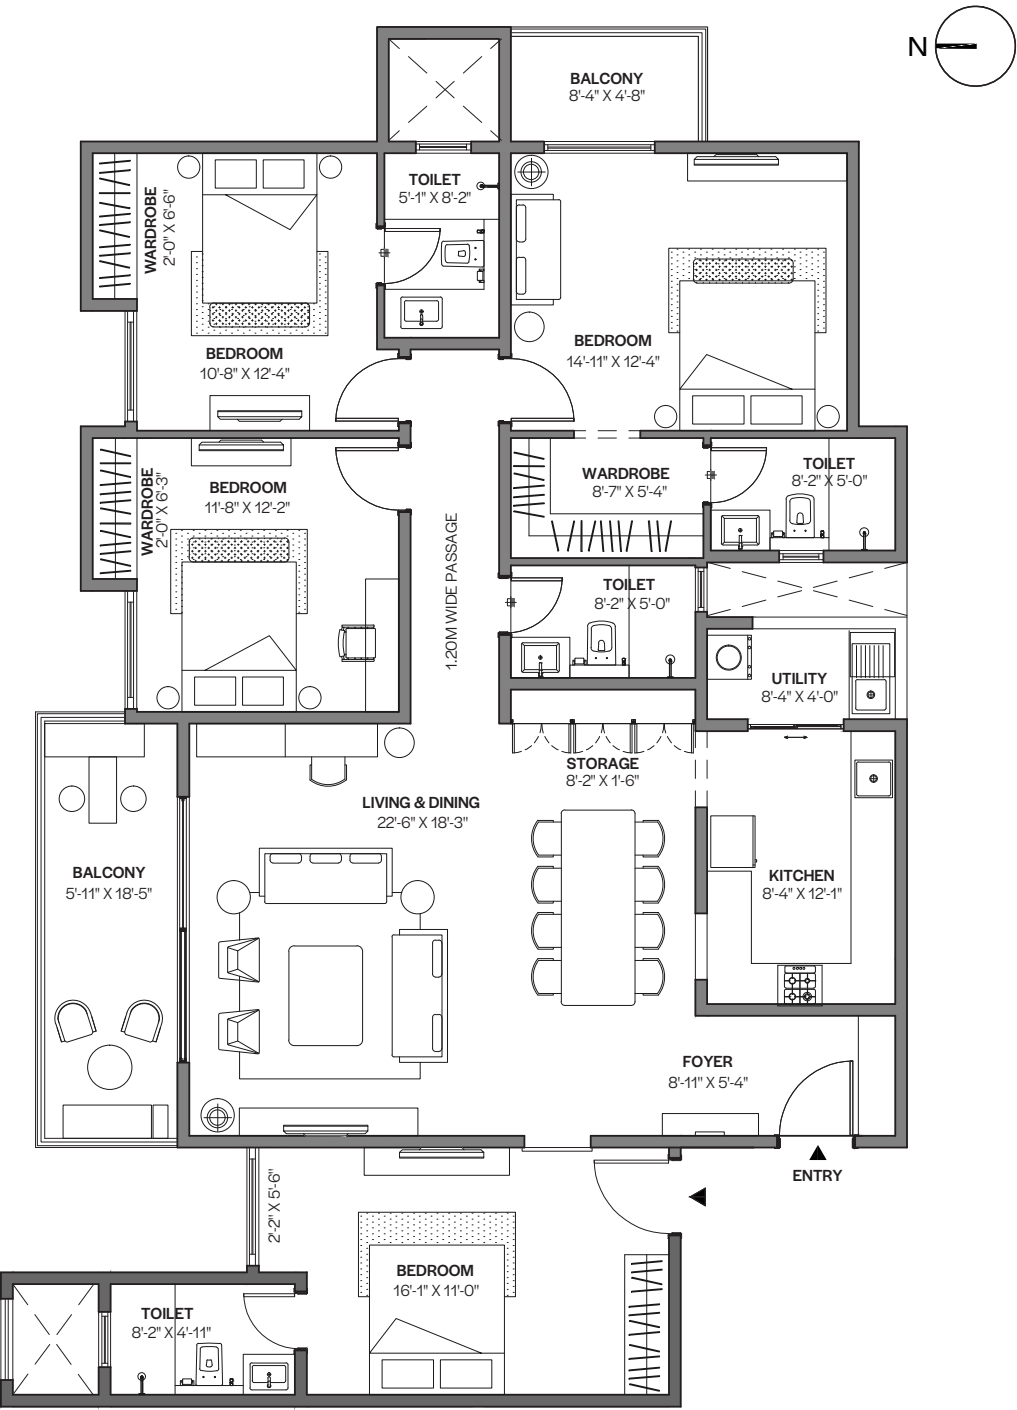 N
BALCONY
8'-4" X 4'-8"
TOILET
5'-1" X 8'-2"
WARDROBE
2'-0" X 6'-6"
BEDROOM
10'-8" X 12'-4"
BEDROOM
14'-11" X 12'-4"
WARDROBE
2'-0" X 6'-3"
BEDROOM
11'-8" X 12'-2"
WARDROBE
8'-7" X 5'-4"
TOILET
8'-2" X 5'-0"
1.20M WIDE PASSAGE
TOILET
8'-2" X 5'-0"
UTILITY
8'-4" X 4'-0"
STORAGE
8'-2" X 1'-6"
LIVING & DINING
22'-6" X 18'-3"
BALCONY
5'-11" X 18'-5"
KITCHEN
8'-4" X 12'-1"
FOYER
8'-11" X 5'-4"
ENTRY
2'-2" X 5'-6"
BEDROOM
16'-1" X 11'-0"
TOILET
8'-2" X 4'-11"